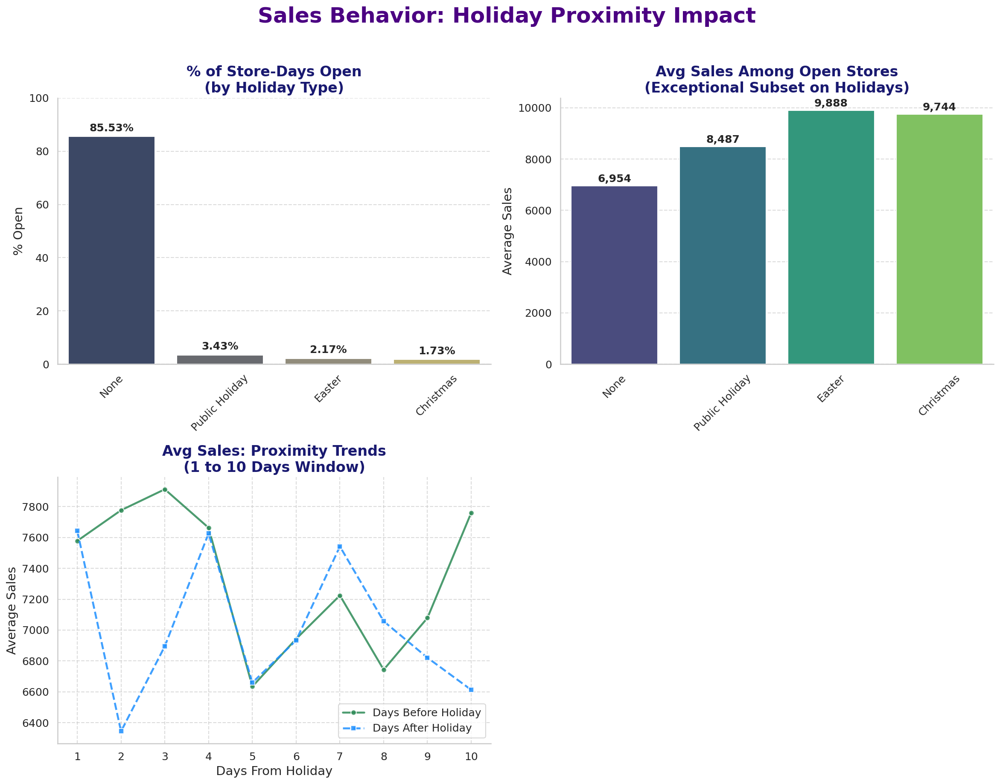 Sales Behavior: Holiday Proximity Impact
% of Store-Days Open
(by Holiday Type)
% Open
100
80
60
40
20
0
85.53%
3.43%
2.17%
1.73%
None
Public Holiday
Easter
Christmas
Avg Sales Among Open Stores
(Exceptional Subset on Holidays)
Average Sales
10000
8000
6000
4000
2000
0
6,954
8,487
9,888
9,744
None
Public Holiday
Easter
Christmas
Avg Sales: Proximity Trends
(1 to 10 Days Window)
Average Sales
7800
7600
7400
7200
7000
6800
6600
6400
Days Before Holiday
Days After Holiday
1 2 3 4 5 6 7 8 9 10
Days From Holiday